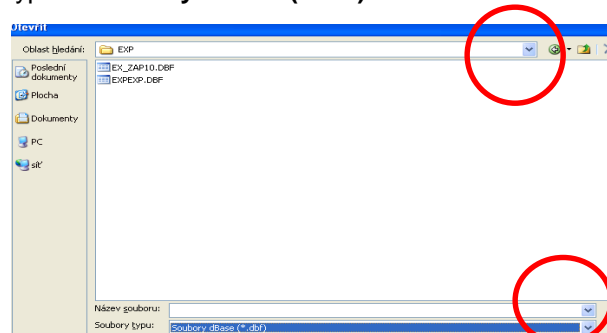 Otevřít
Oblast hledání: EXP
Poslední dokumenty
Plocha
Dokumenty
PC
síť
EX_ZAP10.DBF
EXPEXP.DBF
Název souboru:
Soubory typu: Soubory dBase (*.dbf)